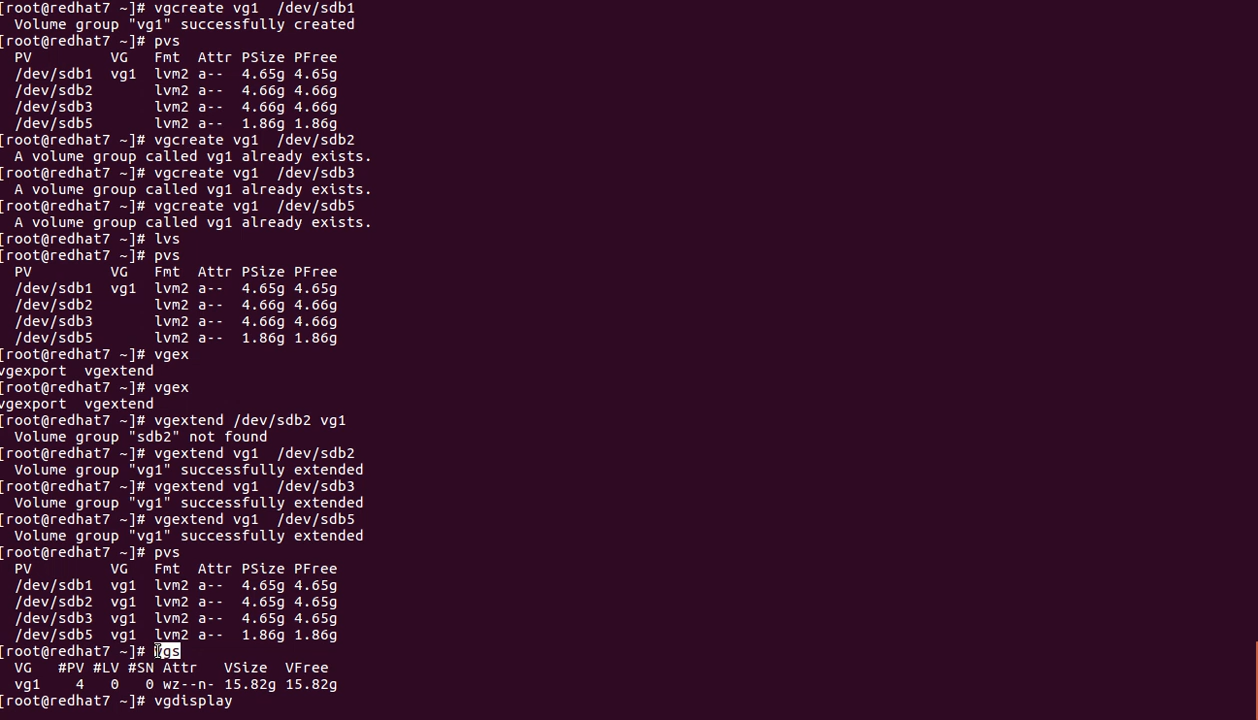 [root@redhat7 ~]# vgcreate vg1  /dev/sdb1
  Volume group "vg1" successfully created
[root@redhat7 ~]# pvs
  PV         VG   Fmt  Attr PSize PFree
  /dev/sdb1  vg1  lvm2 a--  4.65g 4.65g
  /dev/sdb2       lvm2 a--  4.66g 4.66g
  /dev/sdb3       lvm2 a--  4.66g 4.66g
  /dev/sdb5       lvm2 a--  1.86g 1.86g
[root@redhat7 ~]# vgcreate vg1  /dev/sdb2
  A volume group called vg1 already exists.
[root@redhat7 ~]# vgcreate vg1  /dev/sdb3
  A volume group called vg1 already exists.
[root@redhat7 ~]# vgcreate vg1  /dev/sdb5
  A volume group called vg1 already exists.
[root@redhat7 ~]# lvs
[root@redhat7 ~]# pvs
  PV         VG   Fmt  Attr PSize PFree
  /dev/sdb1  vg1  lvm2 a--  4.65g 4.65g
  /dev/sdb2       lvm2 a--  4.66g 4.66g
  /dev/sdb3       lvm2 a--  4.66g 4.66g
  /dev/sdb5       lvm2 a--  1.86g 1.86g
[root@redhat7 ~]# vgex
vgexport  vgextend
[root@redhat7 ~]# vgex
vgexport  vgextend
[root@redhat7 ~]# vgextend /dev/sdb2 vg1
  Volume group "sdb2" not found
[root@redhat7 ~]# vgextend vg1  /dev/sdb2
  Volume group "vg1" successfully extended
[root@redhat7 ~]# vgextend vg1  /dev/sdb3
  Volume group "vg1" successfully extended
[root@redhat7 ~]# vgextend vg1  /dev/sdb5
  Volume group "vg1" successfully extended
[root@redhat7 ~]# pvs
  PV         VG   Fmt  Attr PSize PFree
  /dev/sdb1  vg1  lvm2 a--  4.65g 4.65g
  /dev/sdb2  vg1  lvm2 a--  4.65g 4.65g
  /dev/sdb3  vg1  lvm2 a--  4.65g 4.65g
  /dev/sdb5  vg1  lvm2 a--  1.86g 1.86g
[root@redhat7 ~]# vgs
  VG   #PV #LV #SN Attr   VSize  VFree
  vg1    4   0   0 wz--n- 15.82g 15.82g
[root@redhat7 ~]# vgdisplay